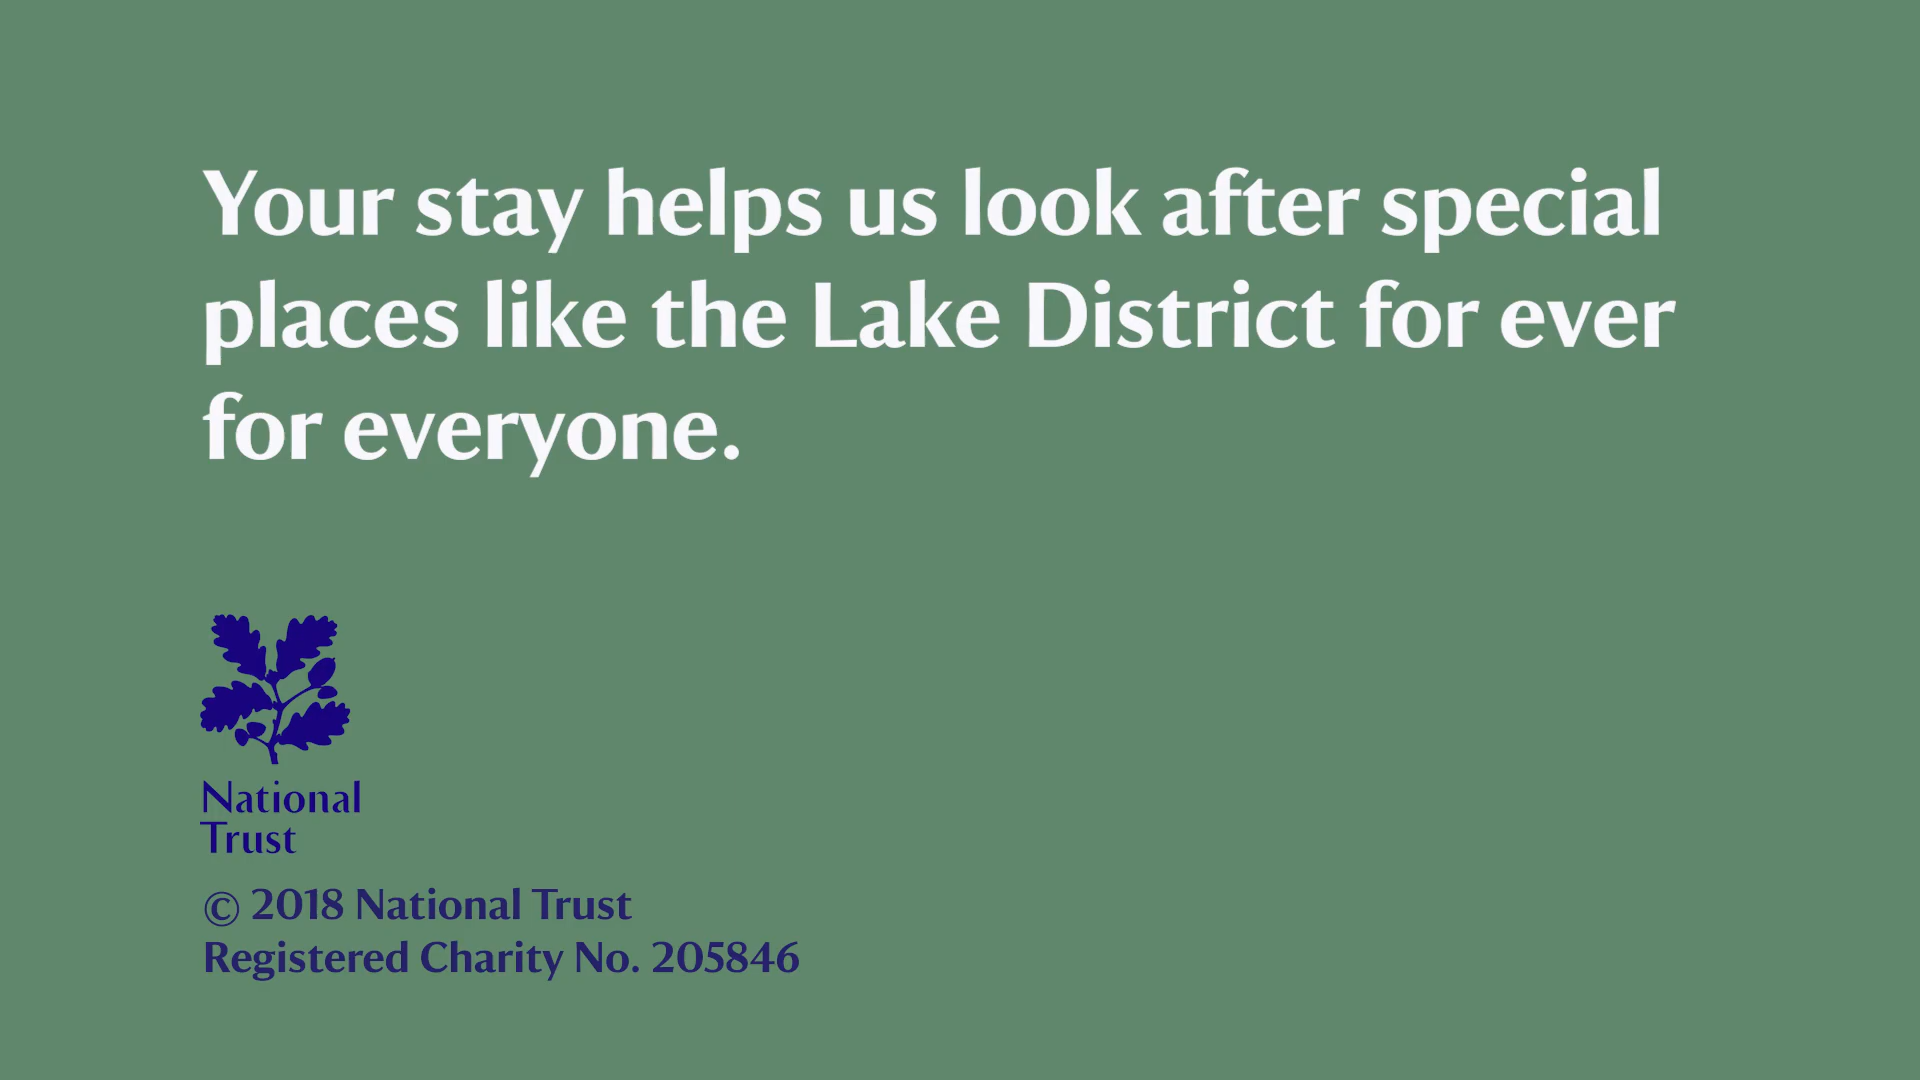 Your stay helps us look after special
places like the Lake District for ever
for everyone.
National
Trust
© 2018 National Trust
Registered Charity No. 205846